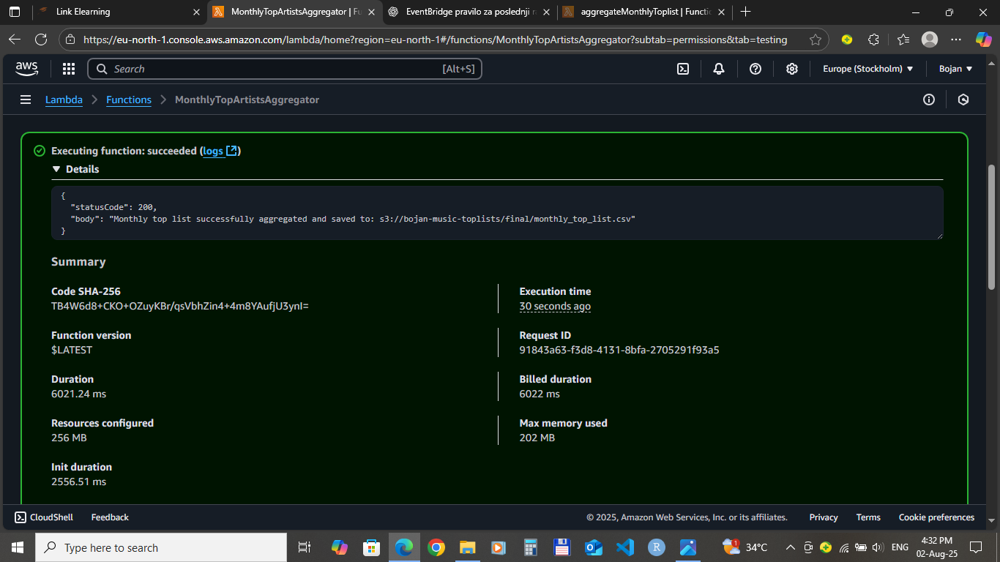 Link Elearning
MonthlyTopArtistsAggregator | Fu
EventBridge pravilo za poslednji ra
aggregateMonthlyToplist | Functio
https://eu-north-1.console.aws.amazon.com/lambda/home?region=eu-north-1#/functions/MonthlyTopArtistsAggregator?subtab=permissions&tab=testing
aws
Search
[Alt+S]
Europe (Stockholm)
Bojan
Lambda
Functions
MonthlyTopArtistsAggregator
Executing function: succeeded (logs)
Details
{
"statusCode": 200,
"body": "Monthly top list successfully aggregated and saved to: s3://bojan-music-toplists/final/monthly_top_list.csv"
}
Summary
Code SHA-256
TB4W6d8+CKO+OZuyKBr/qsVbhZin4+4m8YAufjU3ynI=
Execution time
30 seconds ago
Function version
$LATEST
Request ID
91843a63-f3d8-4131-8bfa-2705291f93a5
Duration
6021.24 ms
Billed duration
6022 ms
Resources configured
256 MB
Max memory used
202 MB
Init duration
2556.51 ms
CloudShell
Feedback
© 2025, Amazon Web Services, Inc. or its affiliates.
Privacy
Terms
Cookie preferences
Type here to search
1
34°C
ENG
4:32 PM
02-Aug-25